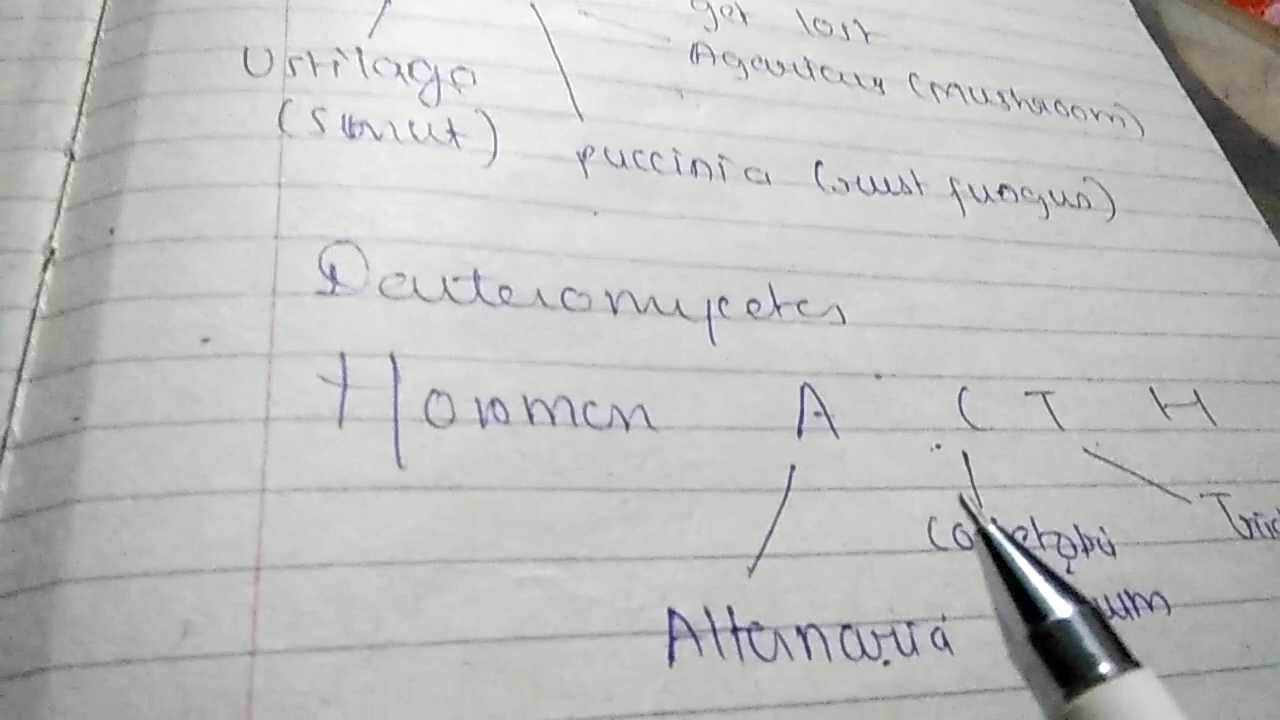 get lost
Ustilago
Agaricus (mushroom)
(smut)
puccinia (rust fungus)
Deuteromycetes
Hormon A C T H
Alternaria